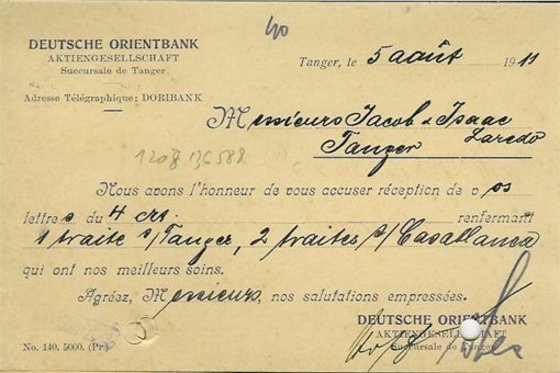 40
DEUTSCHE ORIENTBANK
AKTIENGESELLSCHAFT
Succursale de Tanger
Tanger, le 5 août 1911
Adresse Télégraphique: DORIBANK
Messieurs Jacob & Isaac
Laredo
Tanger
1208 136588
Nous avons l'honneur de vous accuser réception de vos
lettres du 4 crt. renfermant
1 traite s/Tanger, 2 traites s/Casablanca
qui ont nos meilleurs soins.
Agréez, Messieurs, nos salutations empressées.
DEUTSCHE ORIENTBANK
AKTIENGESELLSCHAFT
Succursale de Tanger
No. 140. 5000. (Pr.)